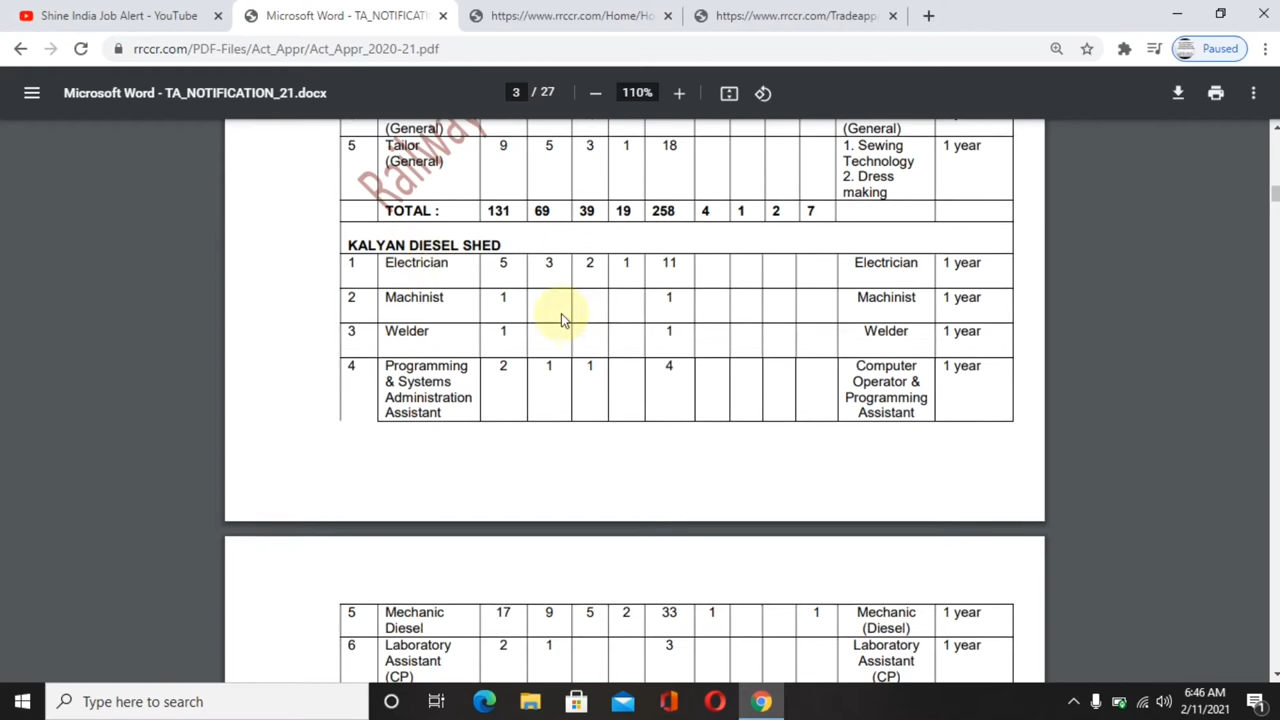 Shine India Job Alert - YouTube
Microsoft Word - TA_NOTIFICATI
https://www.rrccr.com/Home/Ho
https://www.rrccr.com/Tradeapp
rrccr.com/PDF-Files/Act_Appr/Act_Appr_2020-21.pdf
Paused
Microsoft Word - TA_NOTIFICATION_21.docx
3 / 27
110%
(General) (General)
5 Tailor (General) 9 5 3 1 18 1. Sewing Technology 2. Dress making 1 year
Railway
TOTAL : 131 69 39 19 258 4 1 2 7
KALYAN DIESEL SHED
1 Electrician 5 3 2 1 11 Electrician 1 year
2 Machinist 1 1 Machinist 1 year
3 Welder 1 1 Welder 1 year
4 Programming & Systems Administration Assistant 2 1 1 4 Computer Operator & Programming Assistant 1 year
5 Mechanic Diesel 17 9 5 2 33 1 1 Mechanic (Diesel) 1 year
6 Laboratory Assistant (CP) 2 1 3 Laboratory Assistant (CP) 1 year
Type here to search
6:46 AM
2/11/2021
1